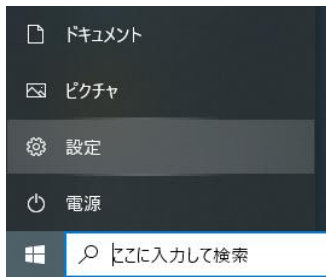 ドキュメント
ピクチャ
設定
電源
ここに入力して検索